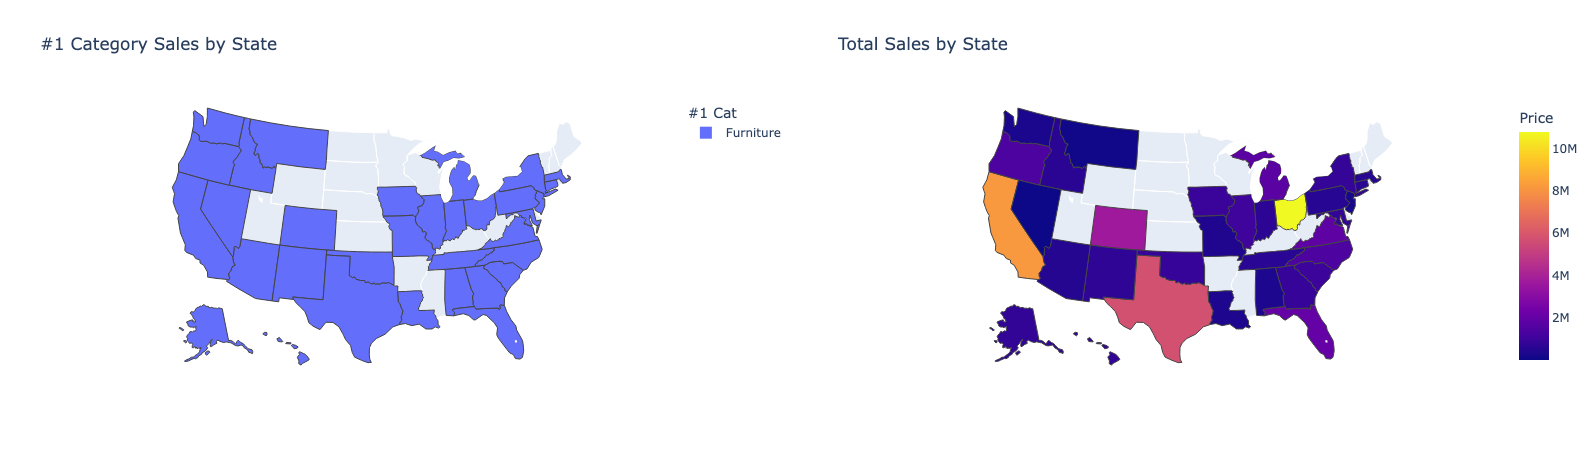 #1 Category Sales by State
#1 Cat
Furniture
Total Sales by State
Price
10M
8M
6M
4M
2M